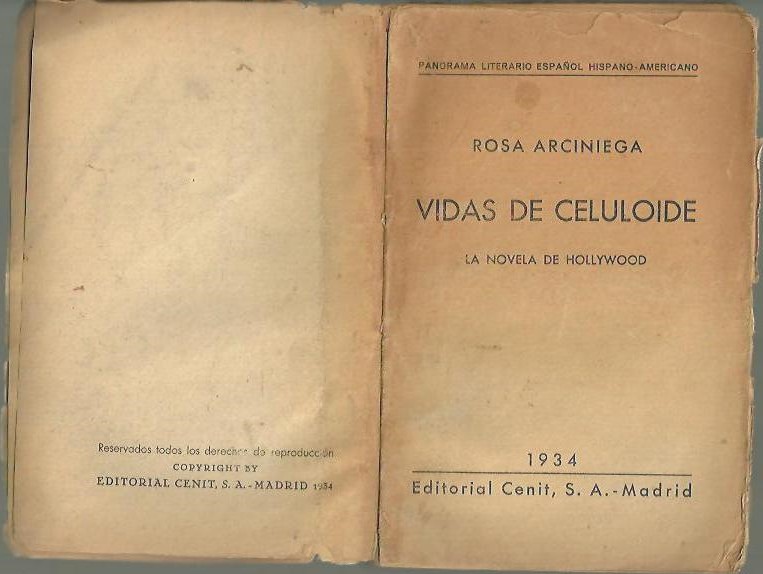 Reservados todos los derechos de reproducción
COPYRIGHT BY
EDITORIAL CENIT, S. A.-MADRID 1934
PANORAMA LITERARIO ESPAÑOL HISPANO-AMERICANO
ROSA ARCINIEGA
VIDAS DE CELULOIDE
LA NOVELA DE HOLLYWOOD
1934
Editorial Cenit, S. A.-Madrid